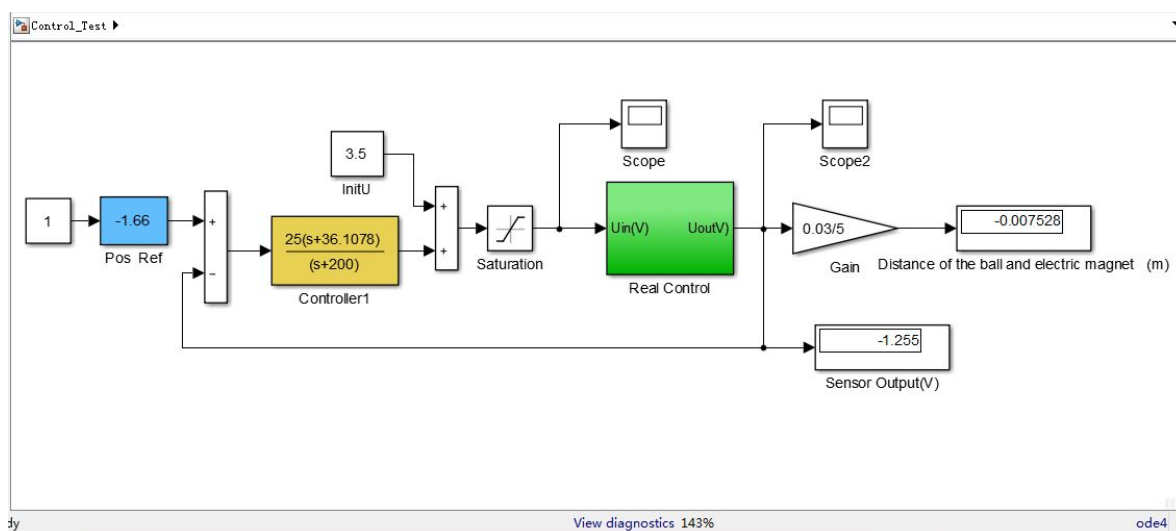 Control_Test
3.5
InitU
Scope
Scope2
1
-1.66
Pos Ref
+
−
25(s+36.1078)
(s+200)
Controller1
+
+
Saturation
Uin(V)
UoutV)
Real Control
0.03/5
Gain
-0.007528
Distance of the ball and electric magnet (m)
-1.255
Sensor Output(V)
dy
View diagnostics 143%
ode4